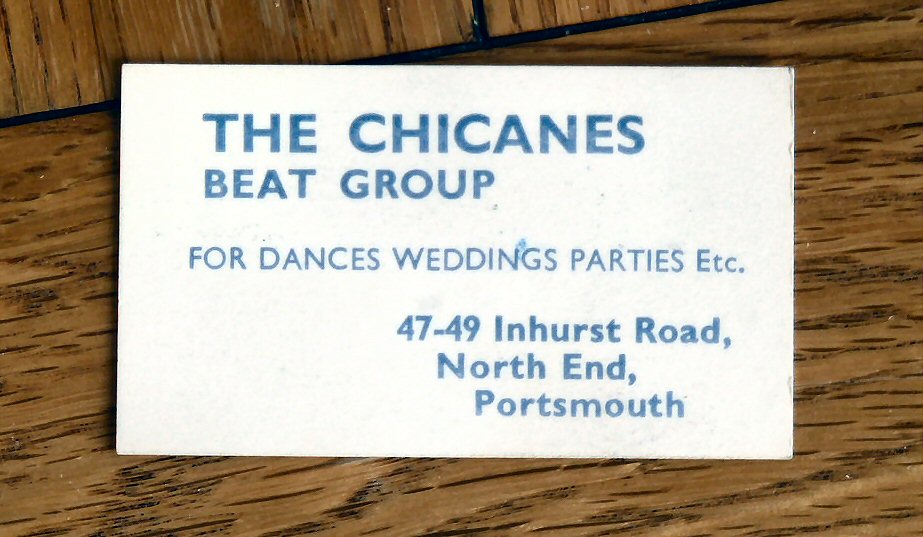 THE CHICANES
BEAT GROUP
FOR DANCES WEDDINGS PARTIES Etc.
47-49 Inhurst Road,
North End,
Portsmouth